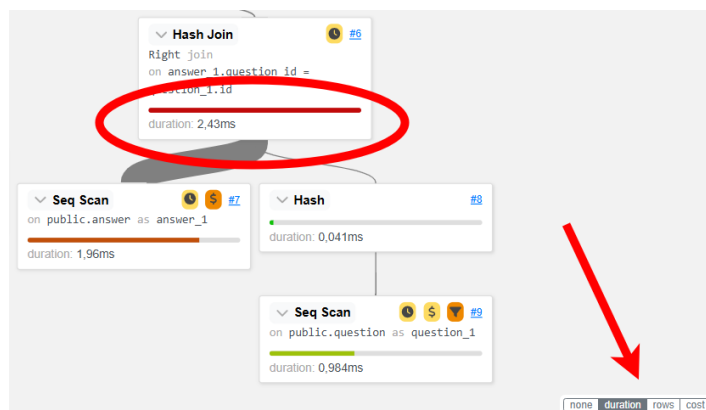 Hash Join #6
Right join
on answer_1.question_id =
question_1.id
duration: 2,43ms
Seq Scan #7
on public.answer as answer_1
duration: 1,96ms
Hash #8
duration: 0,041ms
Seq Scan $ #9
on public.question as question_1
duration: 0,984ms
none duration rows cost